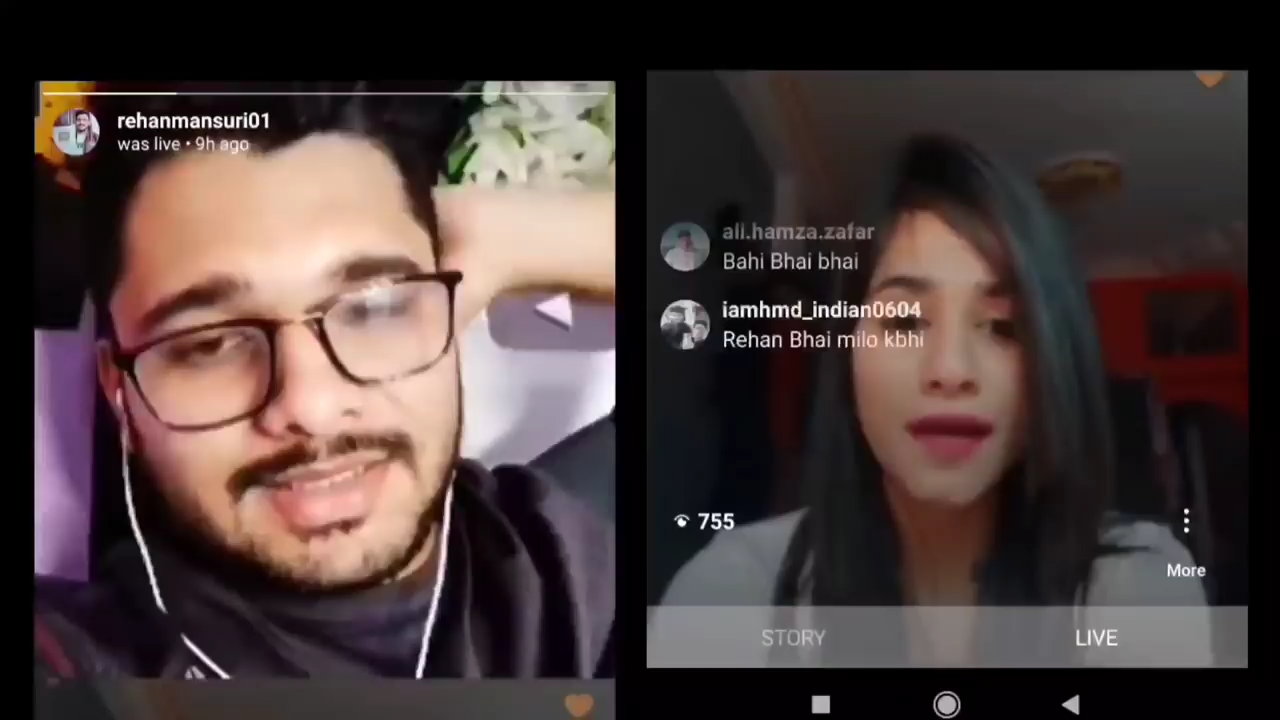 rehanmansuri01
was live • 9h ago
ali.hamza.zafar
Bahi Bhai bhai
iamhmd_indian0604
Rehan Bhai milo kbhi
755
More
STORY
LIVE